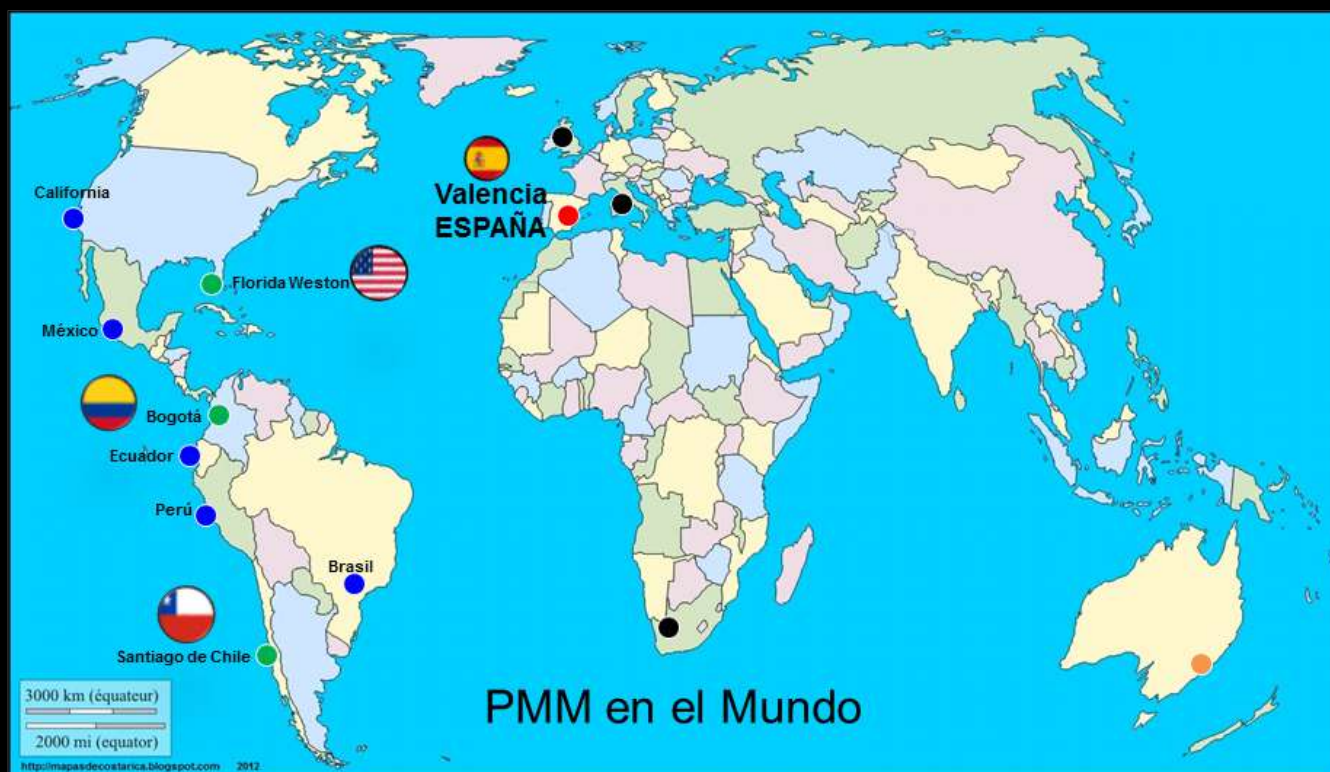 California
Valencia
ESPAÑA
Florida Weston
México
Bogotá
Ecuador
Perú
Brasil
Santiago de Chile
3000 km (équateur)
2000 mi (equator)
PMM en el Mundo
http://mapasdecostarica.blogspot.com 2012